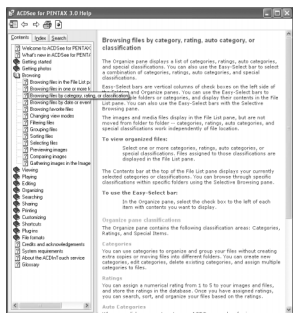 ACDSee for PENTAX 3.0 Help
Contents Index Search
Welcome to ACDSee for PENTAX
What's new in ACDSee for PENTAX
Getting started
Getting photos
Browsing
Browsing files in the File List p
Browsing files in one or more f
Browsing files by category, rating, or classification
Browsing files by date or event
Browsing favorite files
Changing view modes
Filtering files
Grouping files
Sorting files
Selecting files
Previewing images
Comparing images
Gathering images in the Image
Viewing
Playing
Editing
Organizing
Searching
Sharing
Printing
Customizing
Shortcuts
Plug-ins
File formats
Credits and acknowledgements
System requirements
About the ACDInTouch service
Glossary
Browsing files by category, rating, auto category, or
classification
The Organize pane displays a list of categories, ratings, auto categories,
and special classifications. You can also use the Easy-Select bar to select
a combination of categories, ratings, auto categories, and special
classifications.
Easy-Select bars are vertical columns of check boxes on the left side of
the and Organize panes. You can use the Easy-Select bars to
folders or categories, and display their contents in the File
List pane. You can also use the Easy-Select bars with the Selective
Browsing pane.
The images and media files display in the File List pane, but are not
moved from folder to folder — categories, ratings, auto categories, and
special classifications work independently of file location.
To view organized files:
Select one or more categories, ratings, auto categories, or
special classifications. Files assigned to those classifications are
displayed in the File List pane.
The Contents bar at the top of the File List pane displays your currently
selected categories or classifications. You can browse through specific
classifications within specific folders using the Selective Browsing pane.
To use the Easy-Select bar:
In the Organize pane, select the check box to the left of each
item with contents you want to display.
Organize pane classifications
The Organize pane contains the following classification areas: Categories,
Ratings, and Special Items.
Categories
You can use categories to organize and group your files without creating
extra copies or moving files into different folders. You can create new
categories, edit categories, delete existing categories, and assign multiple
categories to files.
Ratings
You can assign a numerical rating from 1 to 5 to your images and files,
and store the ratings in the database. Once you have assigned ratings,
you can search, sort, and organize your files based on the ratings.
Auto Categories